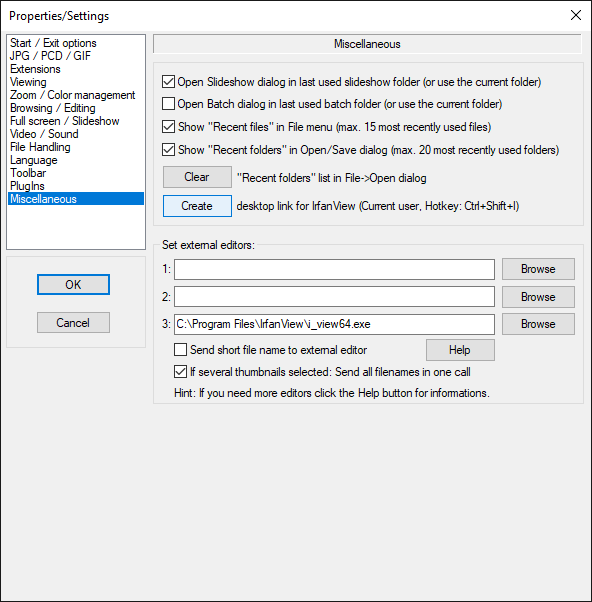 Properties/Settings
Start / Exit options
JPG / PCD / GIF
Extensions
Viewing
Zoom / Color management
Browsing / Editing
Full screen / Slideshow
Video / Sound
File Handling
Language
Toolbar
PlugIns
Miscellaneous
OK
Cancel
Miscellaneous
Open Slideshow dialog in last used slideshow folder (or use the current folder)
Open Batch dialog in last used batch folder (or use the current folder)
Show "Recent files" in File menu (max. 15 most recently used files)
Show "Recent folders" in Open/Save dialog (max. 20 most recently used folders)
Clear "Recent folders" list in File->Open dialog
Create desktop link for IrfanView (Current user, Hotkey: Ctrl+Shift+I)
Set external editors:
1: Browse
2: Browse
3: C:\Program Files\IrfanView\i_view64.exe Browse
Send short file name to external editor Help
If several thumbnails selected: Send all filenames in one call
Hint: If you need more editors click the Help button for informations.